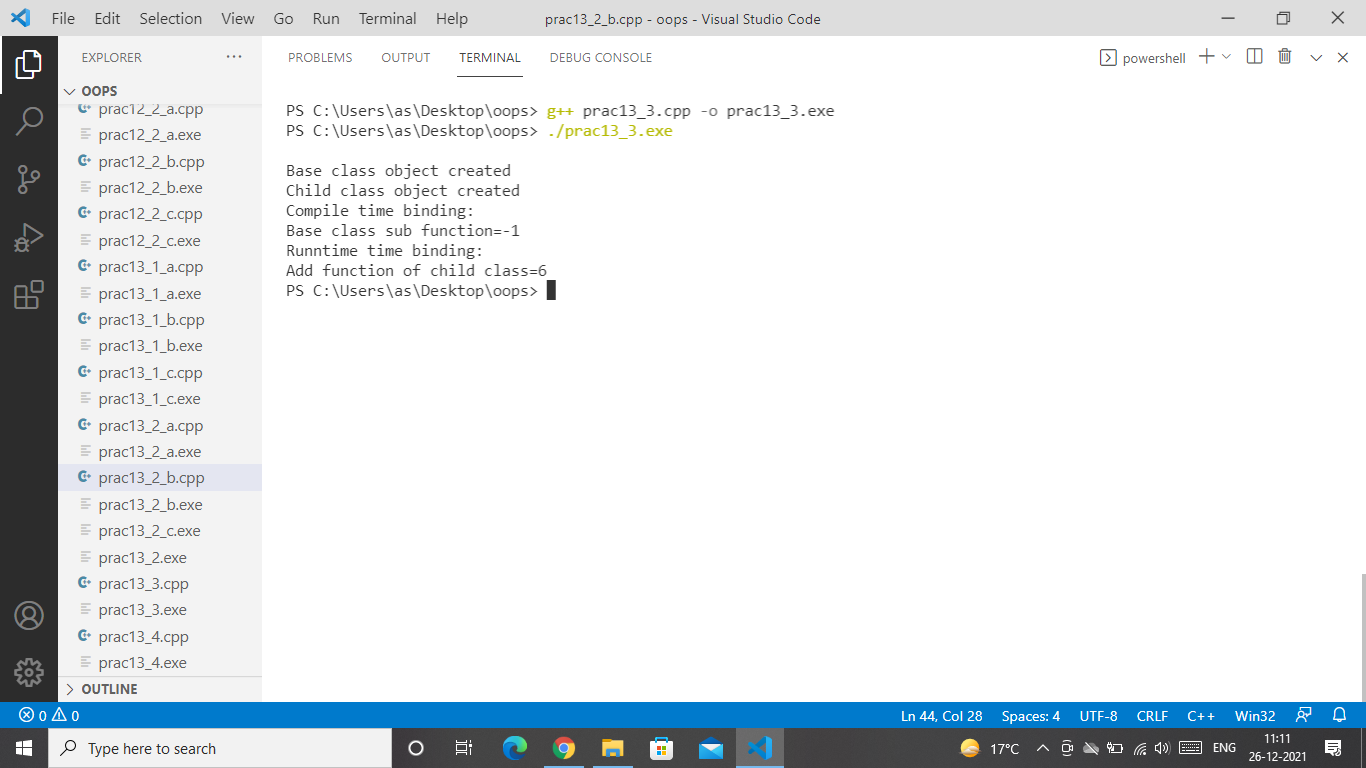 File Edit Selection View Go Run Terminal Help prac13_2_b.cpp - oops - Visual Studio Code
EXPLORER
OOPS
prac12_2_a.cpp
prac12_2_a.exe
prac12_2_b.cpp
prac12_2_b.exe
prac12_2_c.cpp
prac12_2_c.exe
prac13_1_a.cpp
prac13_1_a.exe
prac13_1_b.cpp
prac13_1_b.exe
prac13_1_c.cpp
prac13_1_c.exe
prac13_2_a.cpp
prac13_2_a.exe
prac13_2_b.cpp
prac13_2_b.exe
prac13_2_c.exe
prac13_2.exe
prac13_3.cpp
prac13_3.exe
prac13_4.cpp
prac13_4.exe
OUTLINE
PROBLEMS OUTPUT TERMINAL DEBUG CONSOLE powershell
PS C:\Users\as\Desktop\oops> g++ prac13_3.cpp -o prac13_3.exe
PS C:\Users\as\Desktop\oops> ./prac13_3.exe
Base class object created
Child class object created
Compile time binding:
Base class sub function=-1
Runntime time binding:
Add function of child class=6
PS C:\Users\as\Desktop\oops>
0 0 Ln 44, Col 28 Spaces: 4 UTF-8 CRLF C++ Win32
Type here to search 17°C ENG 11:11
26-12-2021